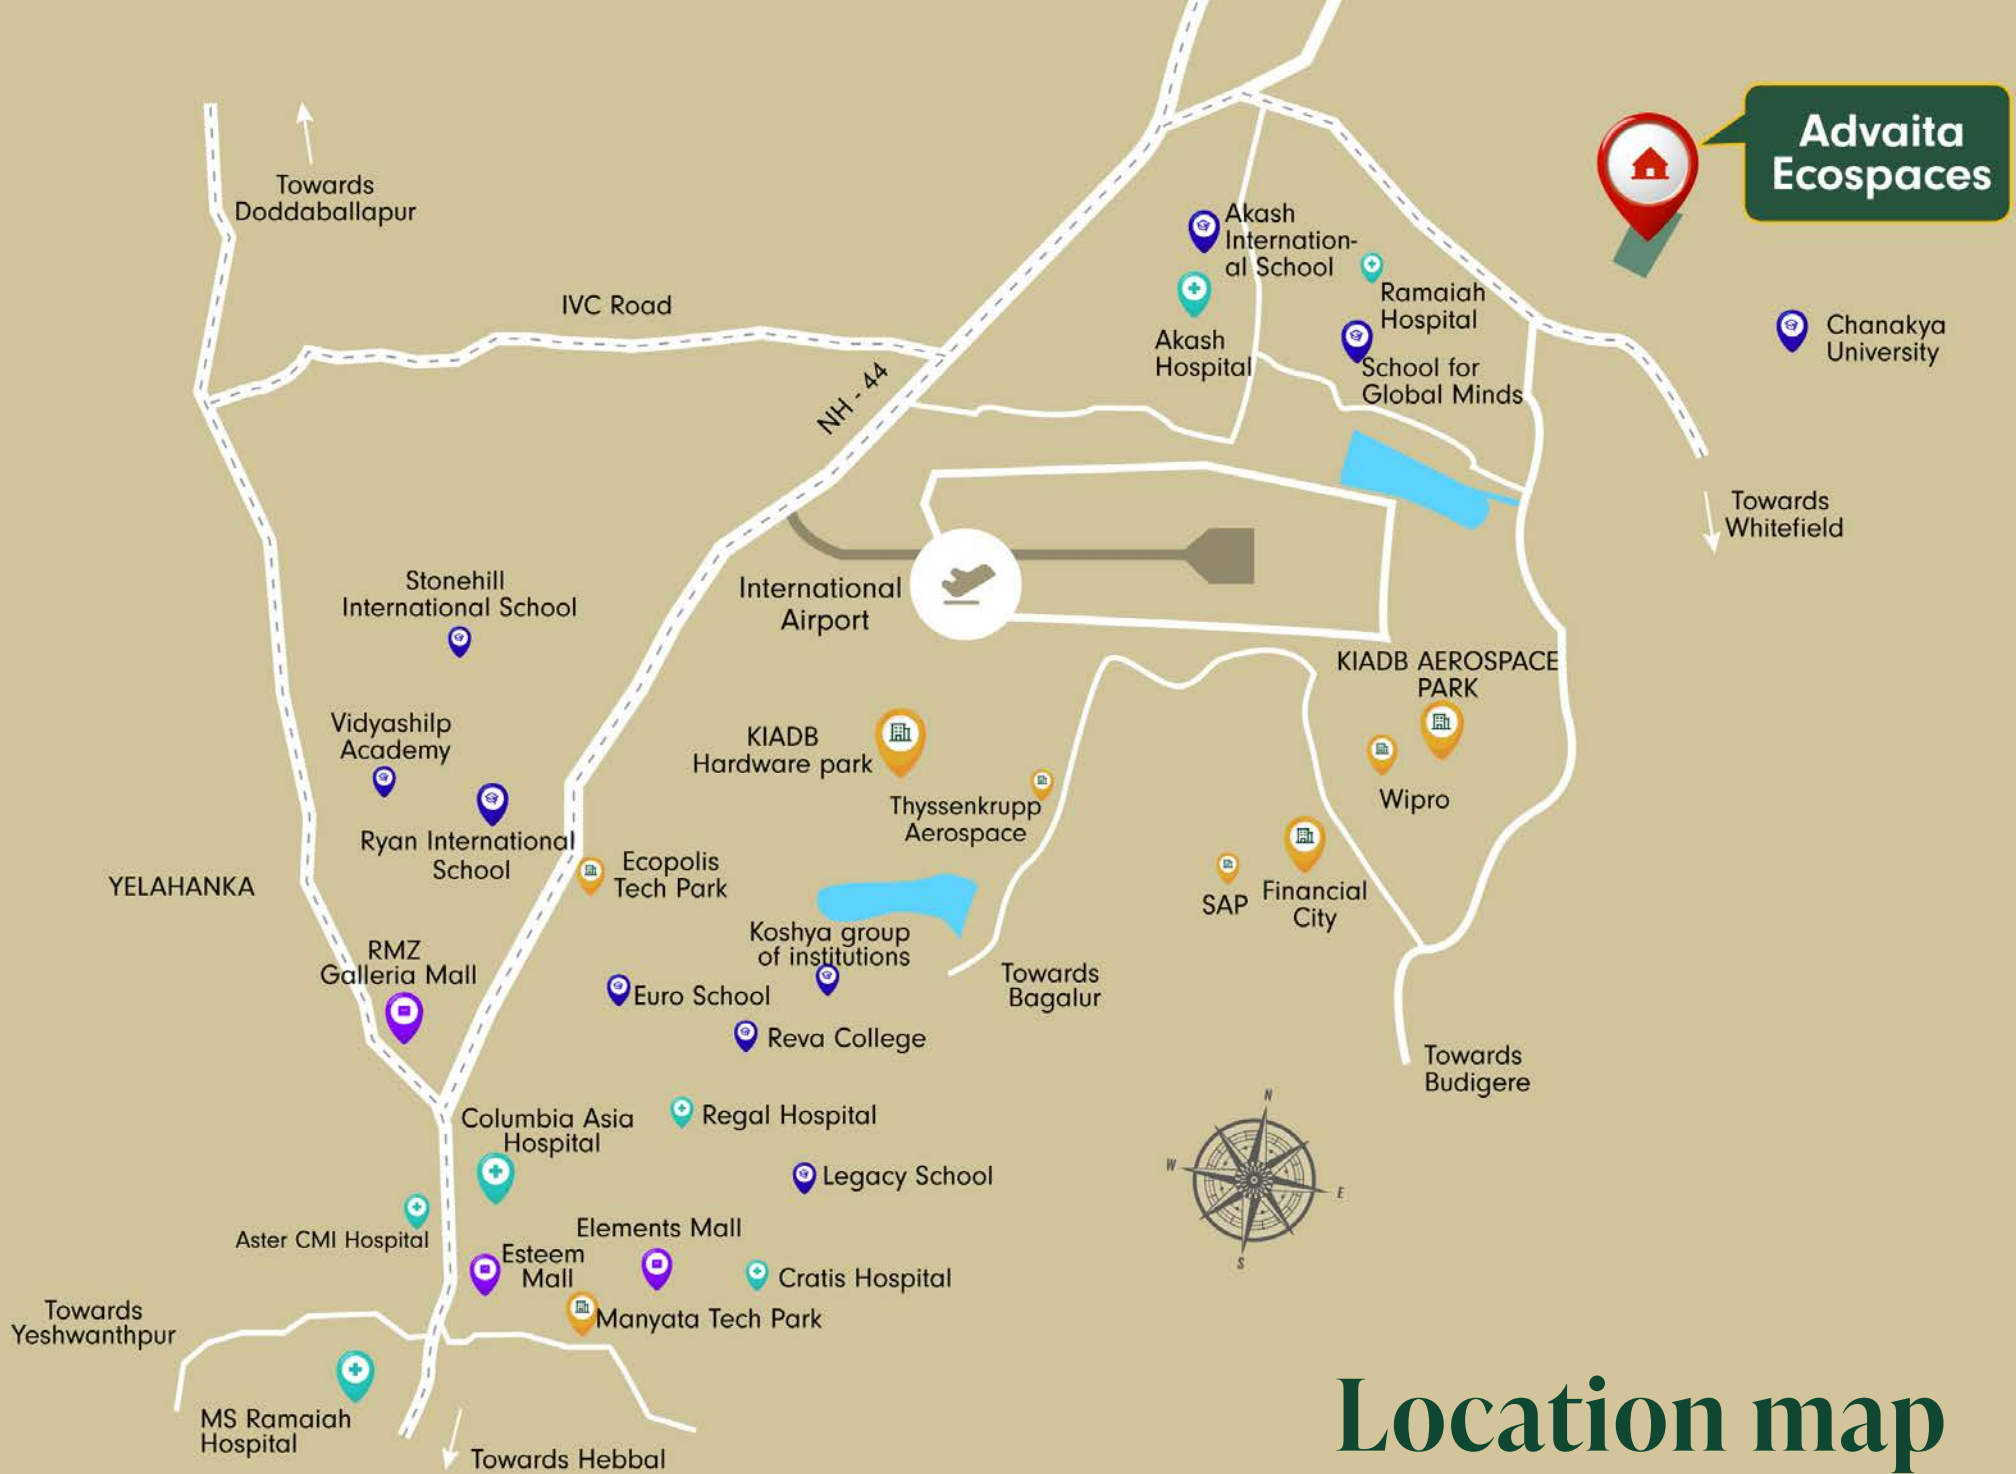 Advaita
Ecospaces
Towards
Doddaballapur
Akash
Internation-
al School
Ramaiah
Hospital
IVC Road
Chanakya
University
Akash
Hospital
School for
Global Minds
NH - 44
Towards
Whitefield
Stonehill
International School
International
Airport
KIADB AEROSPACE
PARK
Vidyashilp
Academy
KIADB
Hardware park
Thyssenkrupp
Aerospace
Wipro
Ryan International
School
Ecopolis
Tech Park
YELAHANKA
SAP
Financial
City
RMZ
Galleria Mall
Koshya group
of institutions
Towards
Bagalur
Euro School
Reva College
Towards
Budigere
Columbia Asia
Hospital
Regal Hospital
N
W
E
S
Legacy School
Aster CMI Hospital
Elements Mall
Esteem
Mall
Cratis Hospital
Manyata Tech Park
Towards
Yeshwanthpur
MS Ramaiah
Hospital
Towards Hebbal
Location map